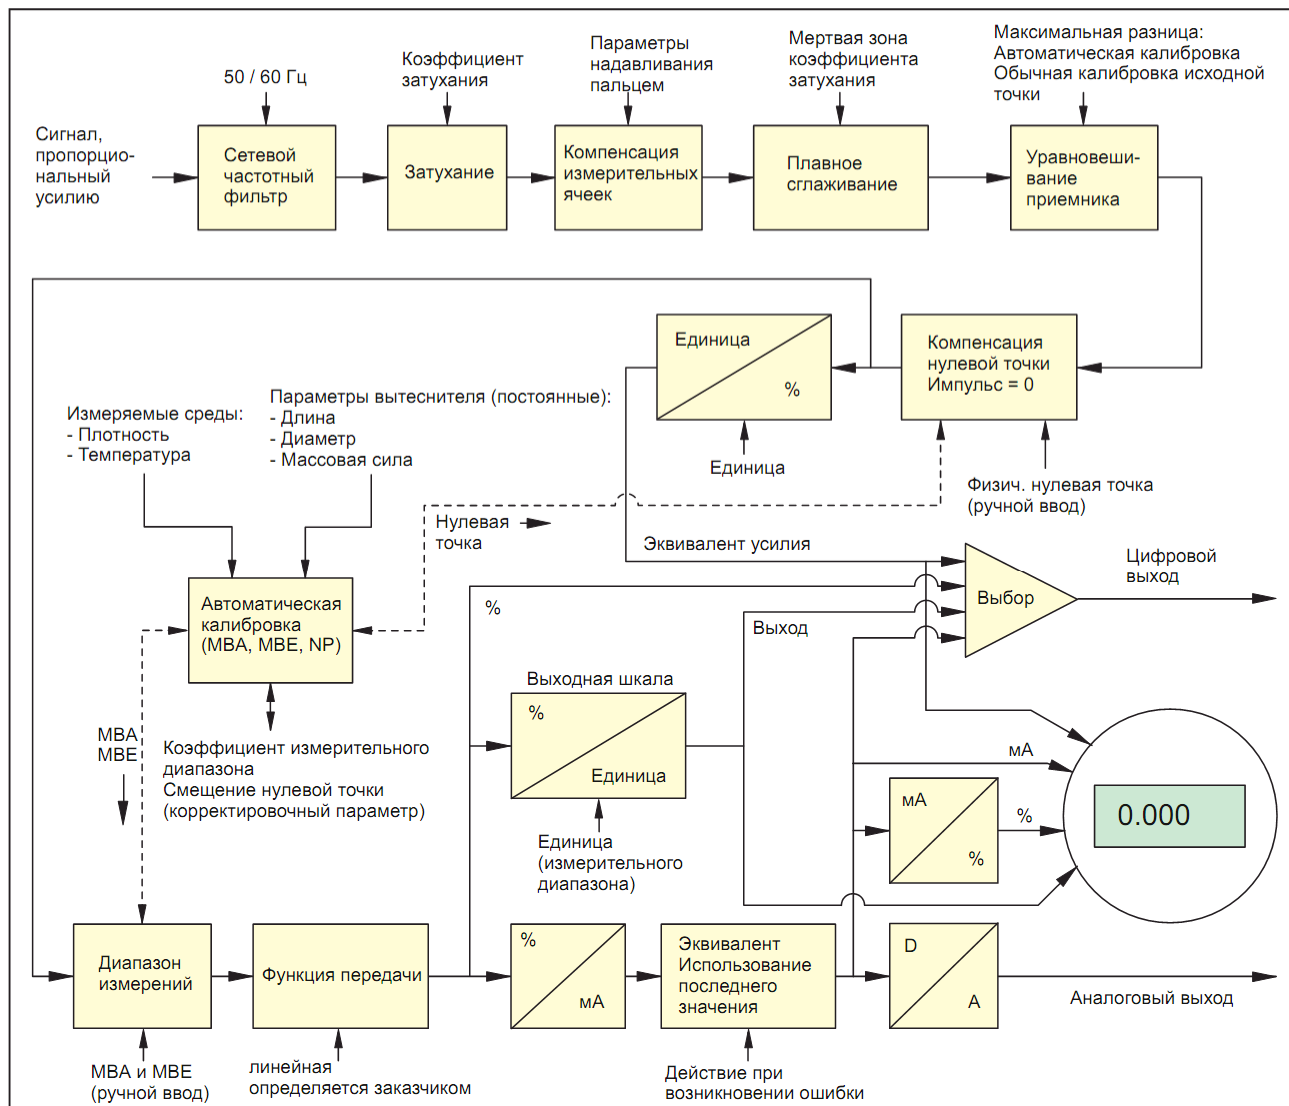 50 / 60 Гц
Коэффициент
затухания
Параметры
надавливания
пальцем
Мертвая зона
коэффициента
затухания
Максимальная разница:
Автоматическая калибровка
Обычная калибровка исходной
точки
Сигнал,
пропорцио-
нальный
усилию
Сетевой
частотный
фильтр
Затухание
Компенсация
измерительных
ячеек
Плавное
сглаживание
Уравновеши-
вание
приемника
Единица
%
Компенсация
нулевой точки
Импульс = 0
Измеряемые среды:
- Плотность
- Температура
Параметры вытеснителя (постоянные):
- Длина
- Диаметр
- Массовая сила
Единица
Физич. нулевая точка
(ручной ввод)
Нулевая
точка
Эквивалент усилия
Цифровой
выход
Автоматическая
калибровка
(MBA, MBE, NP)
%
Выход
Выбор
Выходная шкала
%
Единица
MBA
MBE
Коэффициент измерительного
диапазона
Смещение нулевой точки
(корректировочный параметр)
мА
мА
%
%
0.000
Единица
(измерительного
диапазона)
Диапазон
измерений
Функция передачи
%
мА
Эквивалент
Использование
последнего
значения
D
A
Аналоговый выход
MBA и MBE
(ручной ввод)
линейная
определяется заказчиком
Действие при
возникновении ошибки